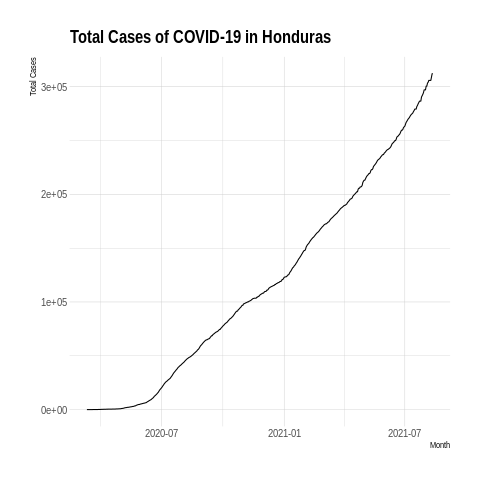 Total Cases of COVID-19 in Honduras
Total Cases
3e+05
2e+05
1e+05
0e+00
2020-07
2021-01
2021-07
Month